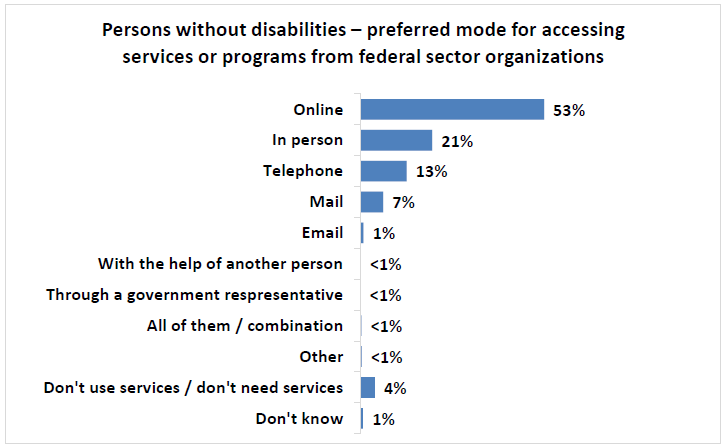 Persons without disabilities – preferred mode for accessing
services or programs from federal sector organizations
Online 53%
In person 21%
Telephone 13%
Mail 7%
Email 1%
With the help of another person <1%
Through a government respresentative <1%
All of them / combination <1%
Other <1%
Don't use services / don't need services 4%
Don't know 1%